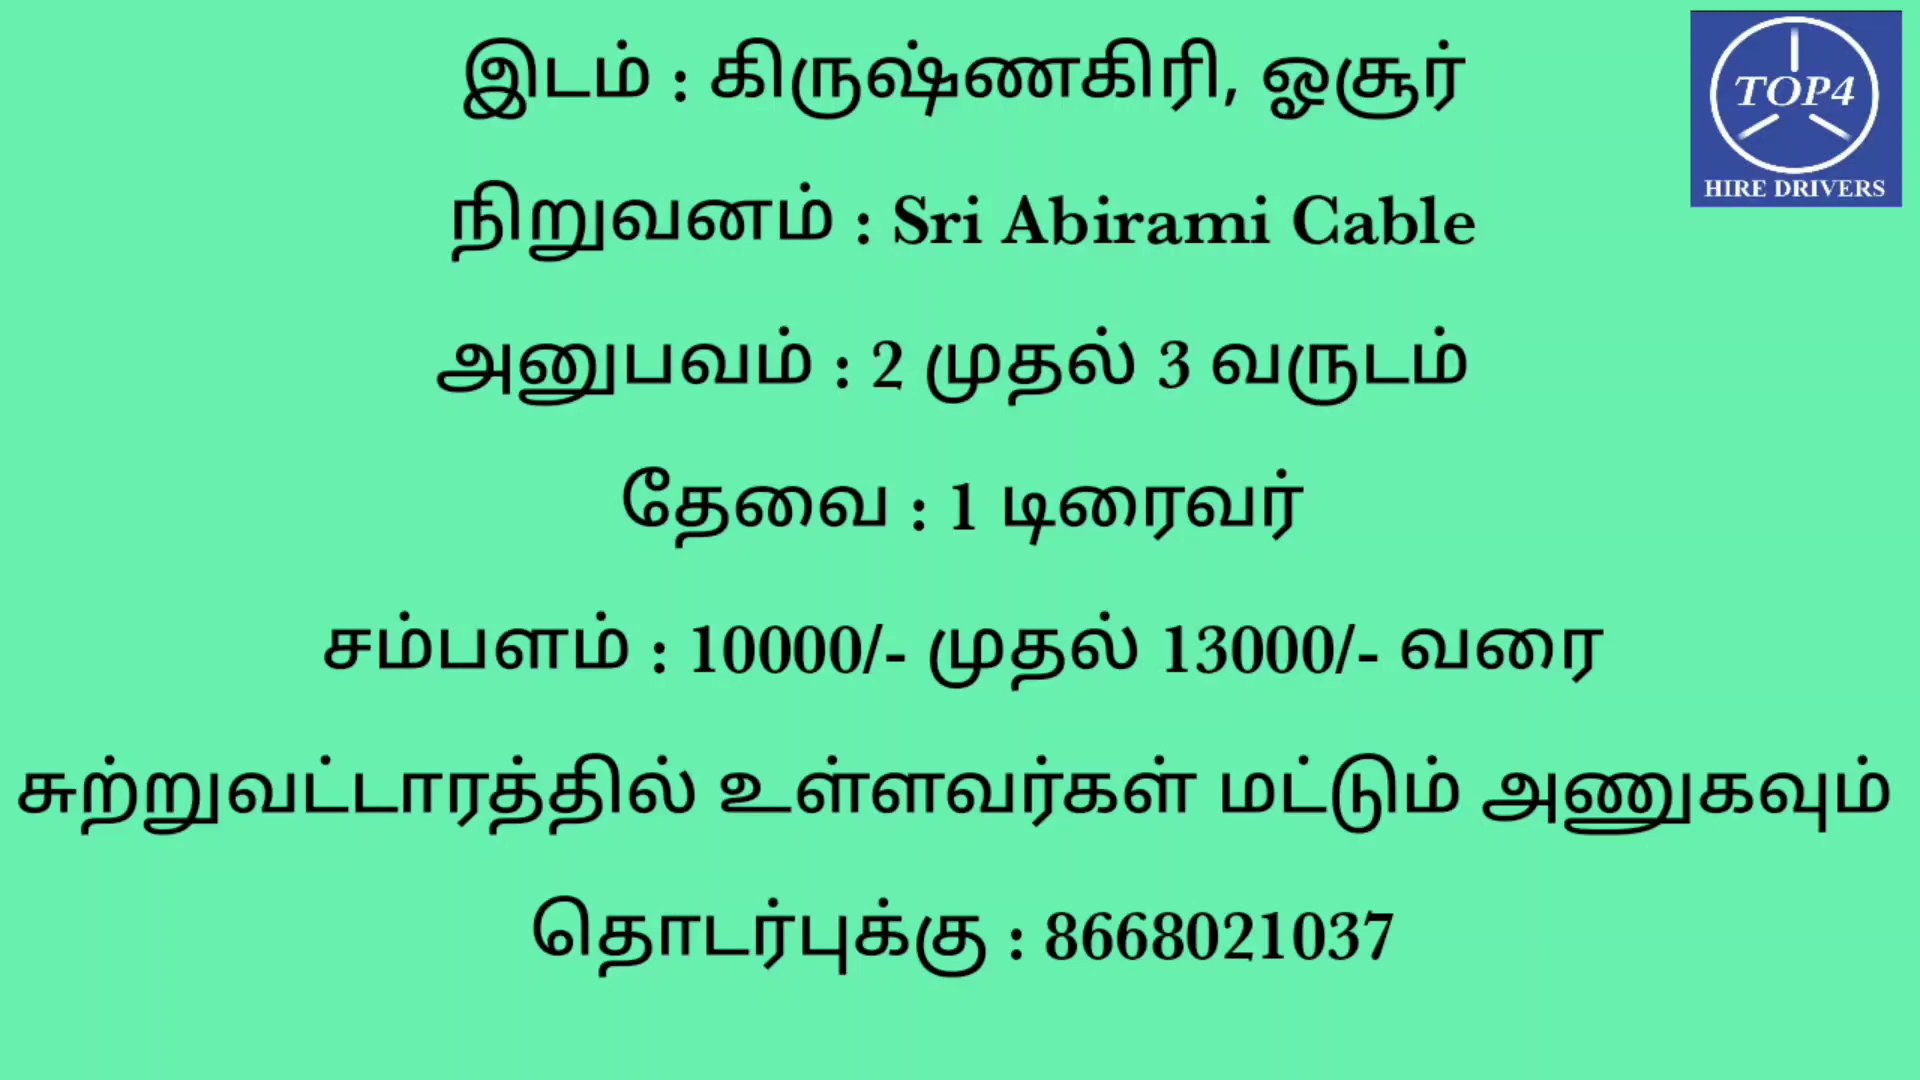 இடம் : கிருஷ்ணகிரி, ஓசூர்
TOP4
HIRE DRIVERS
நிறுவனம் : Sri Abirami Cable
அனுபவம் : 2 முதல் 3 வருடம்
தேவை : 1 டிரைவர்
சம்பளம் : 10000/- முதல் 13000/- வரை
சுற்றுவட்டாரத்தில் உள்ளவர்கள் மட்டும் அணுகவும்
தொடர்புக்கு : 8668021037